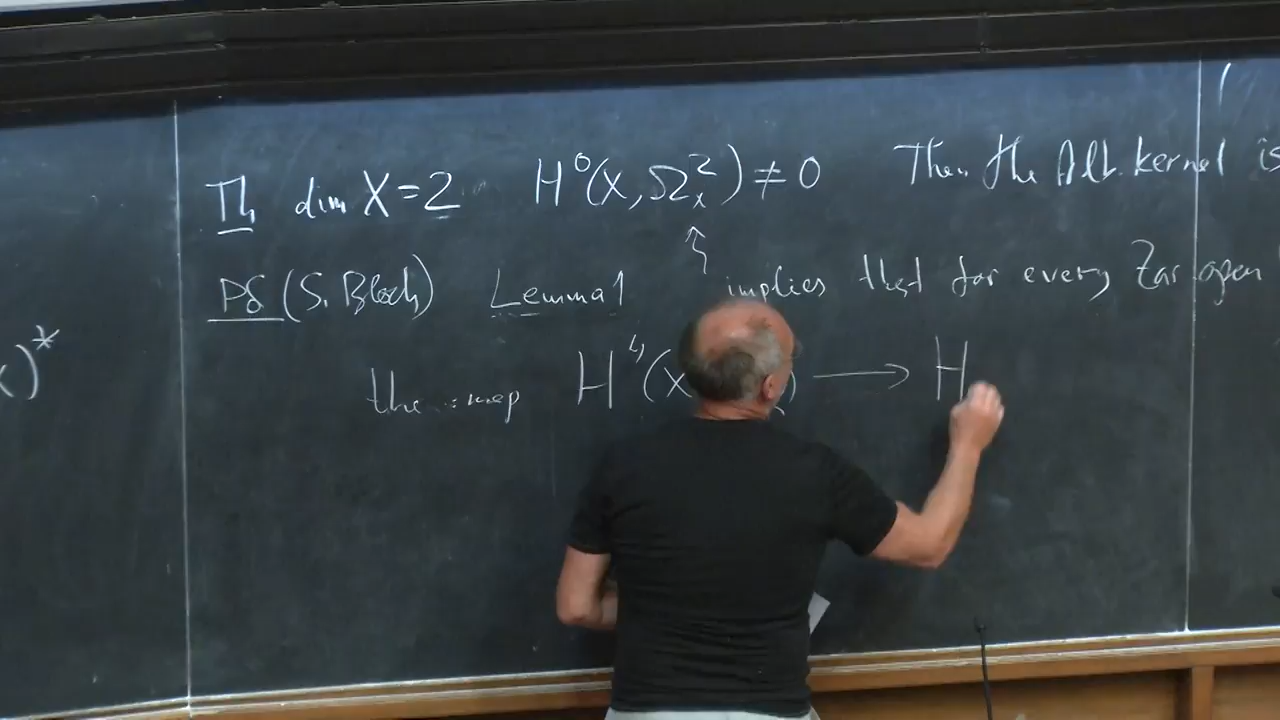 Th dim X=2 H⁰(X, Ω²ₓ) ≠ 0 Then the Alb. kernel is
Pf (S. Bloch) Lemma 1 implies that for every Zar open
)*
the map H⁴(X ) ⟶ H